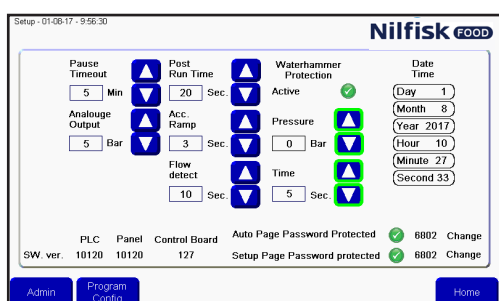 Setup - 01-08-17 - 9:56:30
Nilfisk FOOD
Pause Timeout
5 Min
Analouge Output
5 Bar
Post Run Time
20 Sec.
Acc. Ramp
3 Sec.
Flow detect
10 Sec.
Waterhammer Protection
Active
Pressure
0 Bar
Time
5 Sec.
Date Time
Day 1
Month 8
Year 2017
Hour 10
Minute 27
Second 33
PLC Panel Control Board
SW. ver. 10120 10120 127
Auto Page Password Protected 6802 Change
Setup Page Password protected 6802 Change
Admin
Program Config
Home